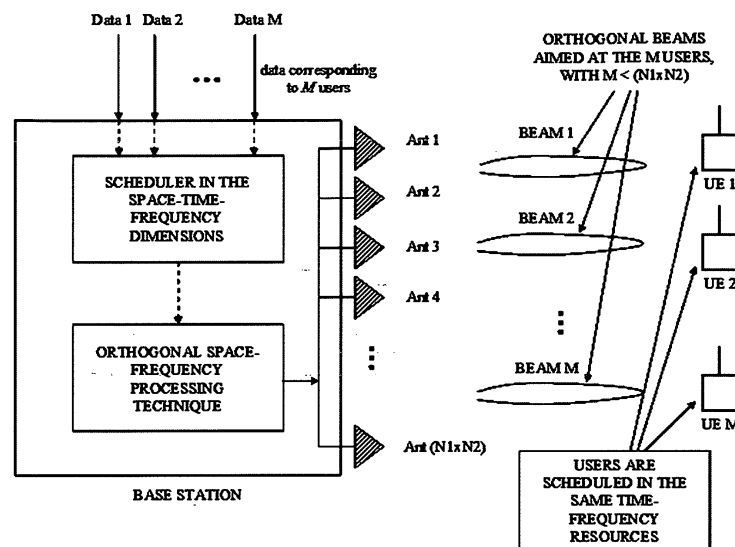 Data 1 Data 2 Data M
data corresponding
to M users
ORTHOGONAL BEAMS
AIMED AT THE M USERS,
WITH M < (N1xN2)
SCHEDULER IN THE
SPACE-TIME-
FREQUENCY
DIMENSIONS
ORTHOGONAL SPACE-
FREQUENCY
PROCESSING
TECHNIQUE
BASE STATION
Ant 1
Ant 2
Ant 3
Ant 4
Ant (N1xN2)
BEAM 1
BEAM 2
BEAM M
UE 1
UE 2
UE M
USERS ARE
SCHEDULED IN THE
SAME TIME-
FREQUENCY
RESOURCES